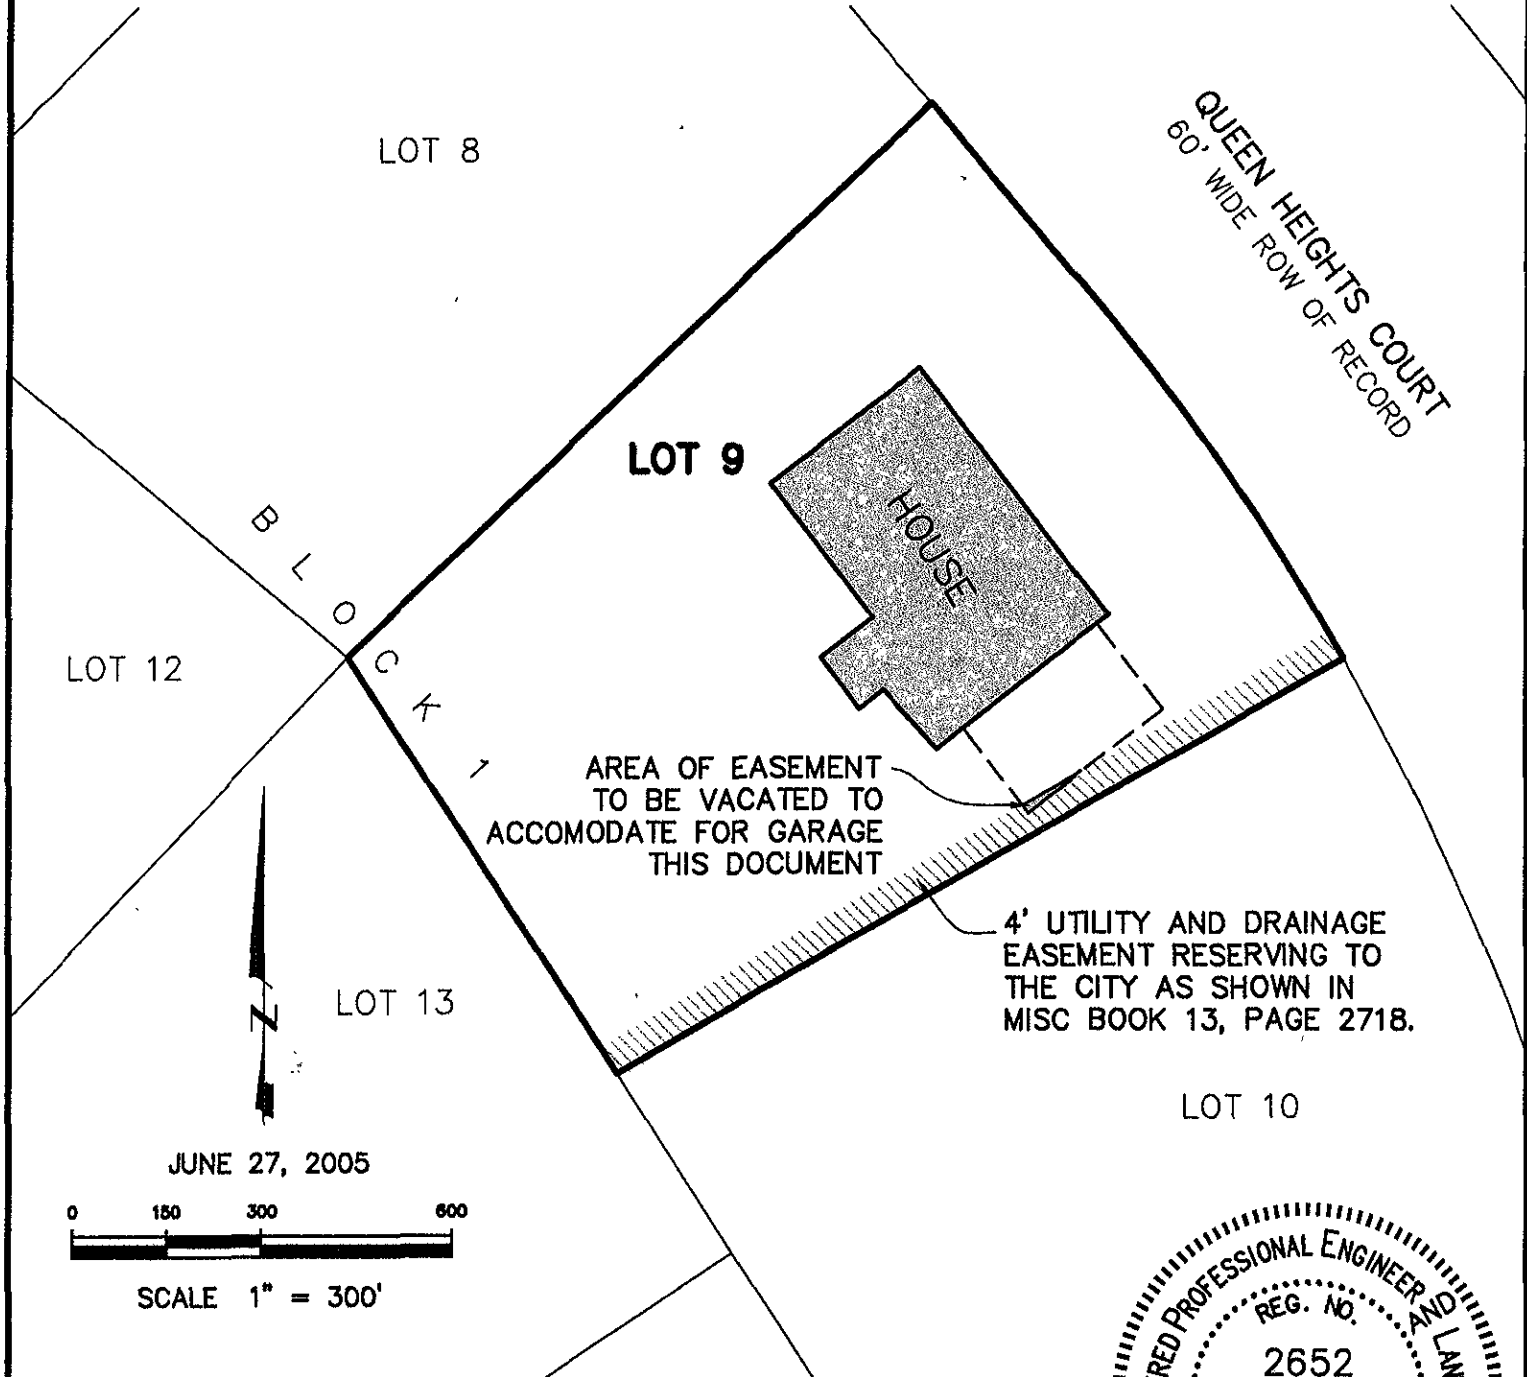 LOT 8
QUEEN HEIGHTS COURT
60' WIDE ROW OF RECORD
LOT 9
HOUSE
BLOCK 1
LOT 12
AREA OF EASEMENT
TO BE VACATED TO
ACCOMODATE FOR GARAGE
THIS DOCUMENT
4' UTILITY AND DRAINAGE
EASEMENT RESERVING TO
THE CITY AS SHOWN IN
MISC BOOK 13, PAGE 2718.
LOT 13
N
LOT 10
JUNE 27, 2005
0 150 300 600
SCALE 1" = 300'
RED PROFESSIONAL ENGINEER AND LAN
REG. NO.
2652